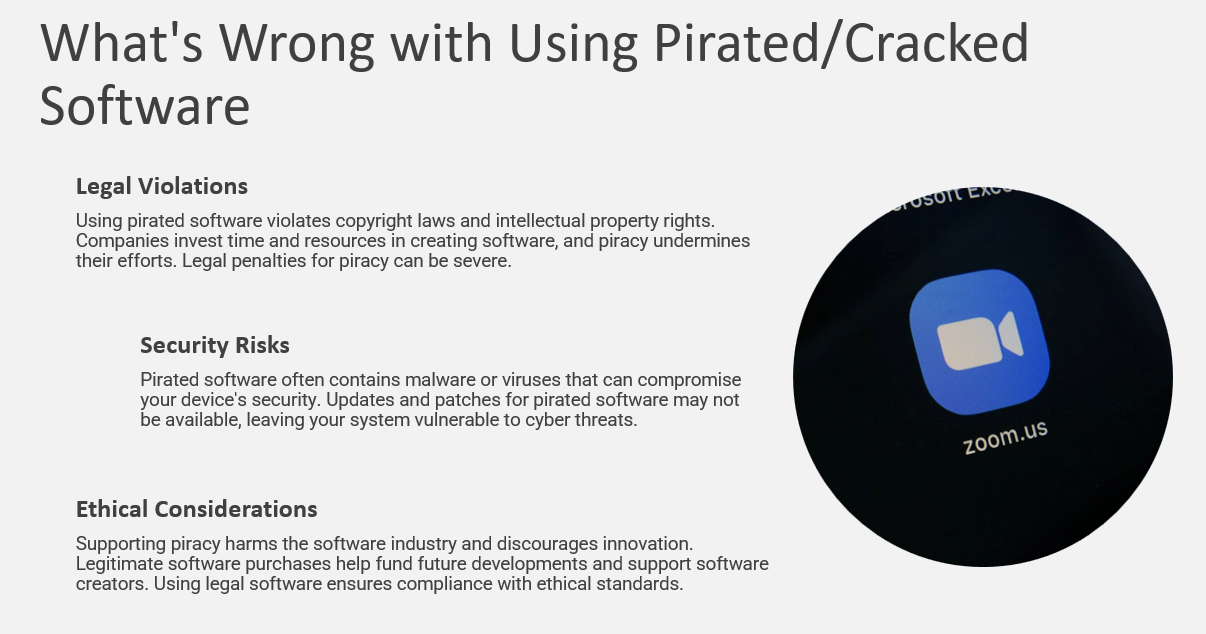 What's Wrong with Using Pirated/Cracked
Software
Legal Violations
Using pirated software violates copyright laws and intellectual property rights.
Companies invest time and resources in creating software, and piracy undermines
their efforts. Legal penalties for piracy can be severe.
Security Risks
Pirated software often contains malware or viruses that can compromise
your device's security. Updates and patches for pirated software may not
be available, leaving your system vulnerable to cyber threats.
Ethical Considerations
Supporting piracy harms the software industry and discourages innovation.
Legitimate software purchases help fund future developments and support software
creators. Using legal software ensures compliance with ethical standards.
zoom.us